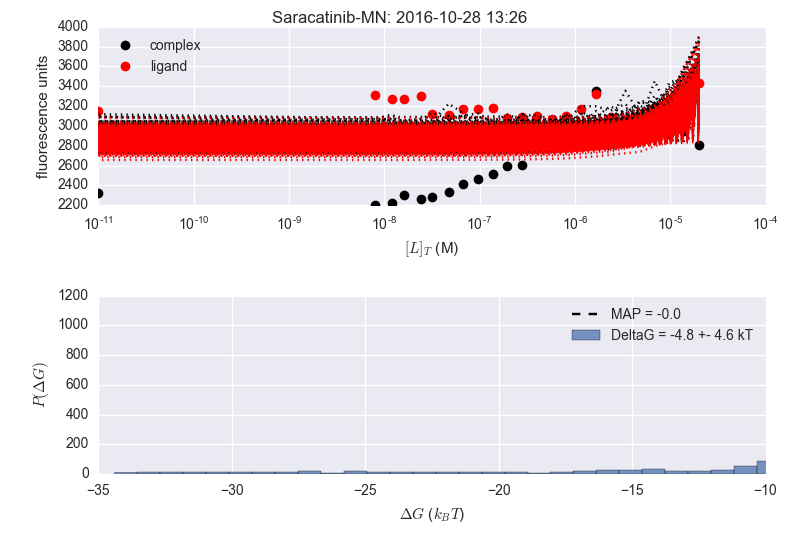 Saracatinib-MN: 2016-10-28 13:26
4000
3800
3600
3400
3200
3000
2800
2600
2400
2200
fluorescence units
complex
ligand
10⁻¹¹ 10⁻¹⁰ 10⁻⁹ 10⁻⁸ 10⁻⁷ 10⁻⁶ 10⁻⁵ 10⁻⁴
[L]_T (M)
1200
1000
800
600
400
200
0
P(ΔG)
MAP = -0.0
DeltaG = -4.8 +- 4.6 kT
−35 −30 −25 −20 −15 −10
ΔG (k_BT)